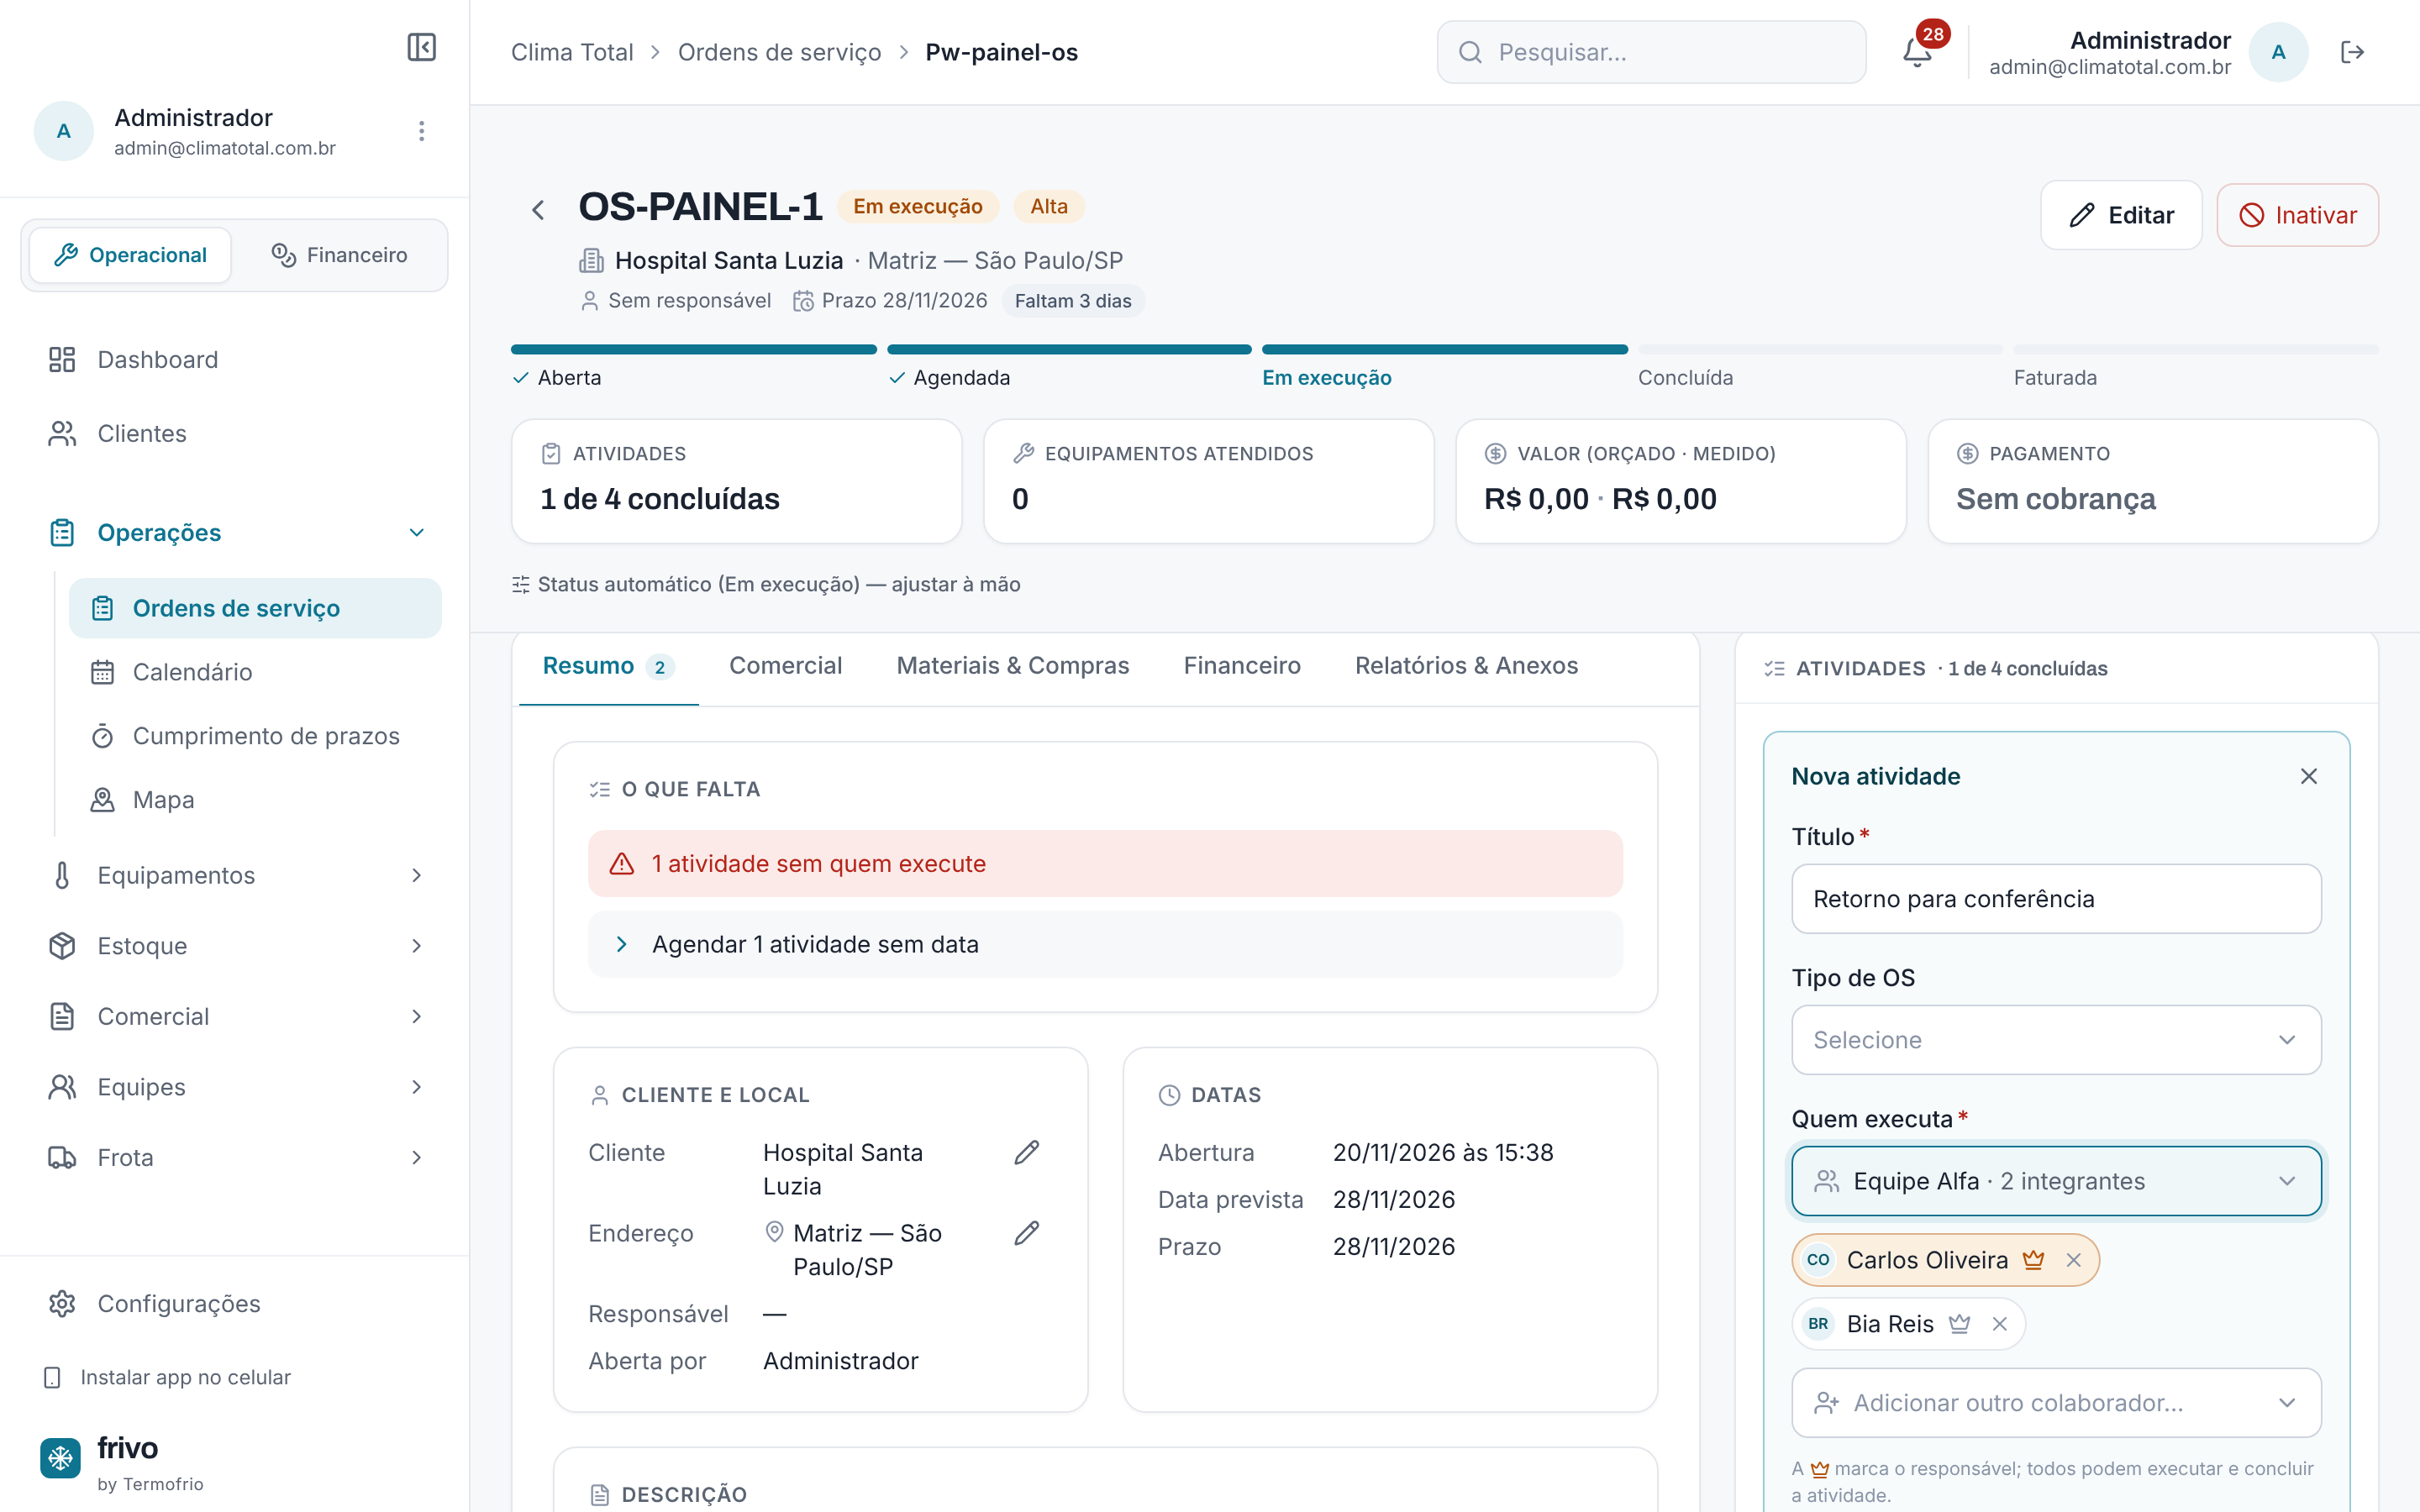 Clima Total > Ordens de serviço > Pw-painel-os
Pesquisar...
28
Administrador
admin@climatotal.com.br
A
A
Administrador
admin@climatotal.com.br
Operacional
Financeiro
Dashboard
Clientes
Operações
Ordens de serviço
Calendário
Cumprimento de prazos
Mapa
Equipamentos
Estoque
Comercial
Equipes
Frota
Configurações
Instalar app no celular
frivo
by Termofrio
OS-PAINEL-1
Em execução
Alta
Editar
Inativar
Hospital Santa Luzia · Matriz — São Paulo/SP
Sem responsável
Prazo 28/11/2026
Faltam 3 dias
Aberta
Agendada
Em execução
Concluída
Faturada
ATIVIDADES
1 de 4 concluídas
EQUIPAMENTOS ATENDIDOS
0
VALOR (ORÇADO · MEDIDO)
R$ 0,00 · R$ 0,00
PAGAMENTO
Sem cobrança
Status automático (Em execução) — ajustar à mão
Resumo 2
Comercial
Materiais & Compras
Financeiro
Relatórios & Anexos
O QUE FALTA
1 atividade sem quem execute
Agendar 1 atividade sem data
CLIENTE E LOCAL
Cliente
Hospital Santa
Luzia
Endereço
Matriz — São
Paulo/SP
Responsável
—
Aberta por
Administrador
DATAS
Abertura
20/11/2026 às 15:38
Data prevista
28/11/2026
Prazo
28/11/2026
DESCRIÇÃO
ATIVIDADES · 1 de 4 concluídas
Nova atividade
Título *
Retorno para conferência
Tipo de OS
Selecione
Quem executa *
Equipe Alfa · 2 integrantes
CO Carlos Oliveira
BR Bia Reis
Adicionar outro colaborador...
A marca o responsável; todos podem executar e concluir
a atividade.